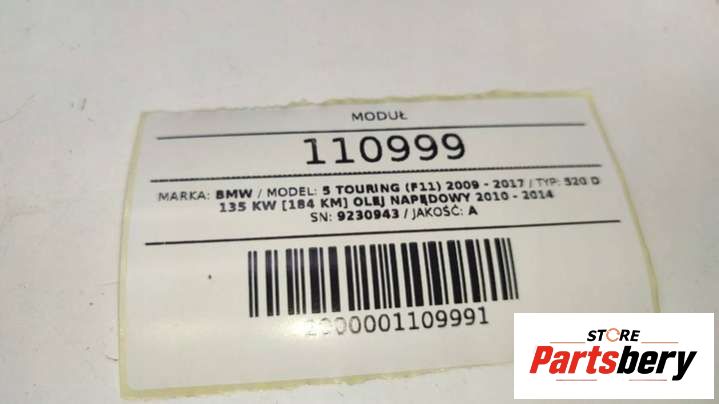 MODUŁ
110999
MARKA: BMW / MODEL: 5 TOURING (F11) 2009 - 2017 / TYP: 520 D
135 KW [184 KM] OLEJ NAPĘDOWY 2010 - 2014
SN: 9230943 / JAKOŚĆ: A
2000001109991
STORE
Partsbery